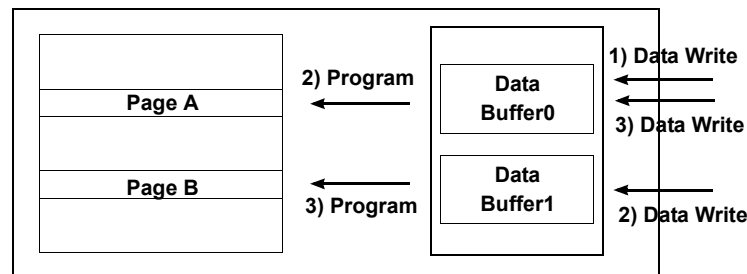 1) Data Write
2) Program
Data
Buffer0
Page A
3) Data Write
Data
Buffer1
Page B
3) Program
2) Data Write